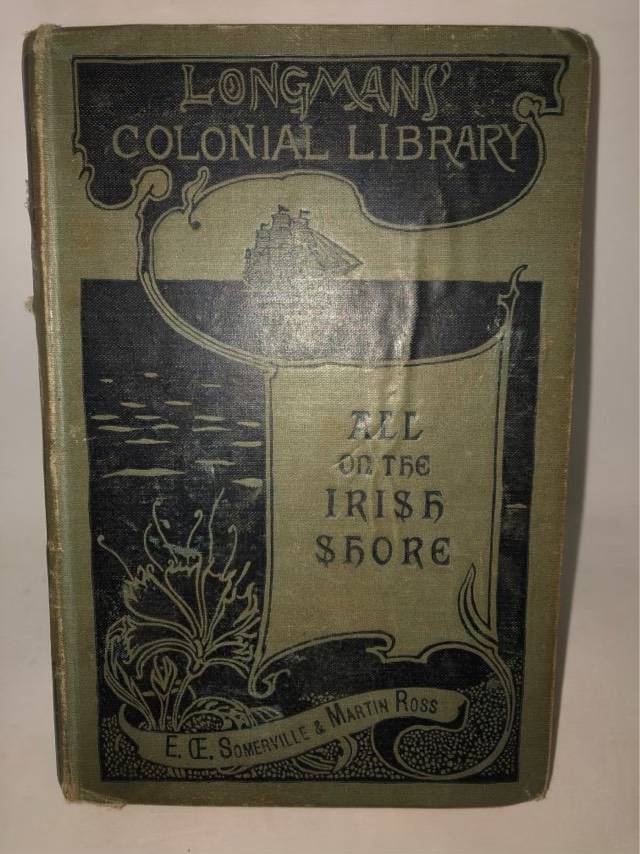 LONGMANS'
COLONIAL LIBRARY
ALL
ON THE
IRISH
SHORE
E. Œ. SOMERVILLE & MARTIN ROSS